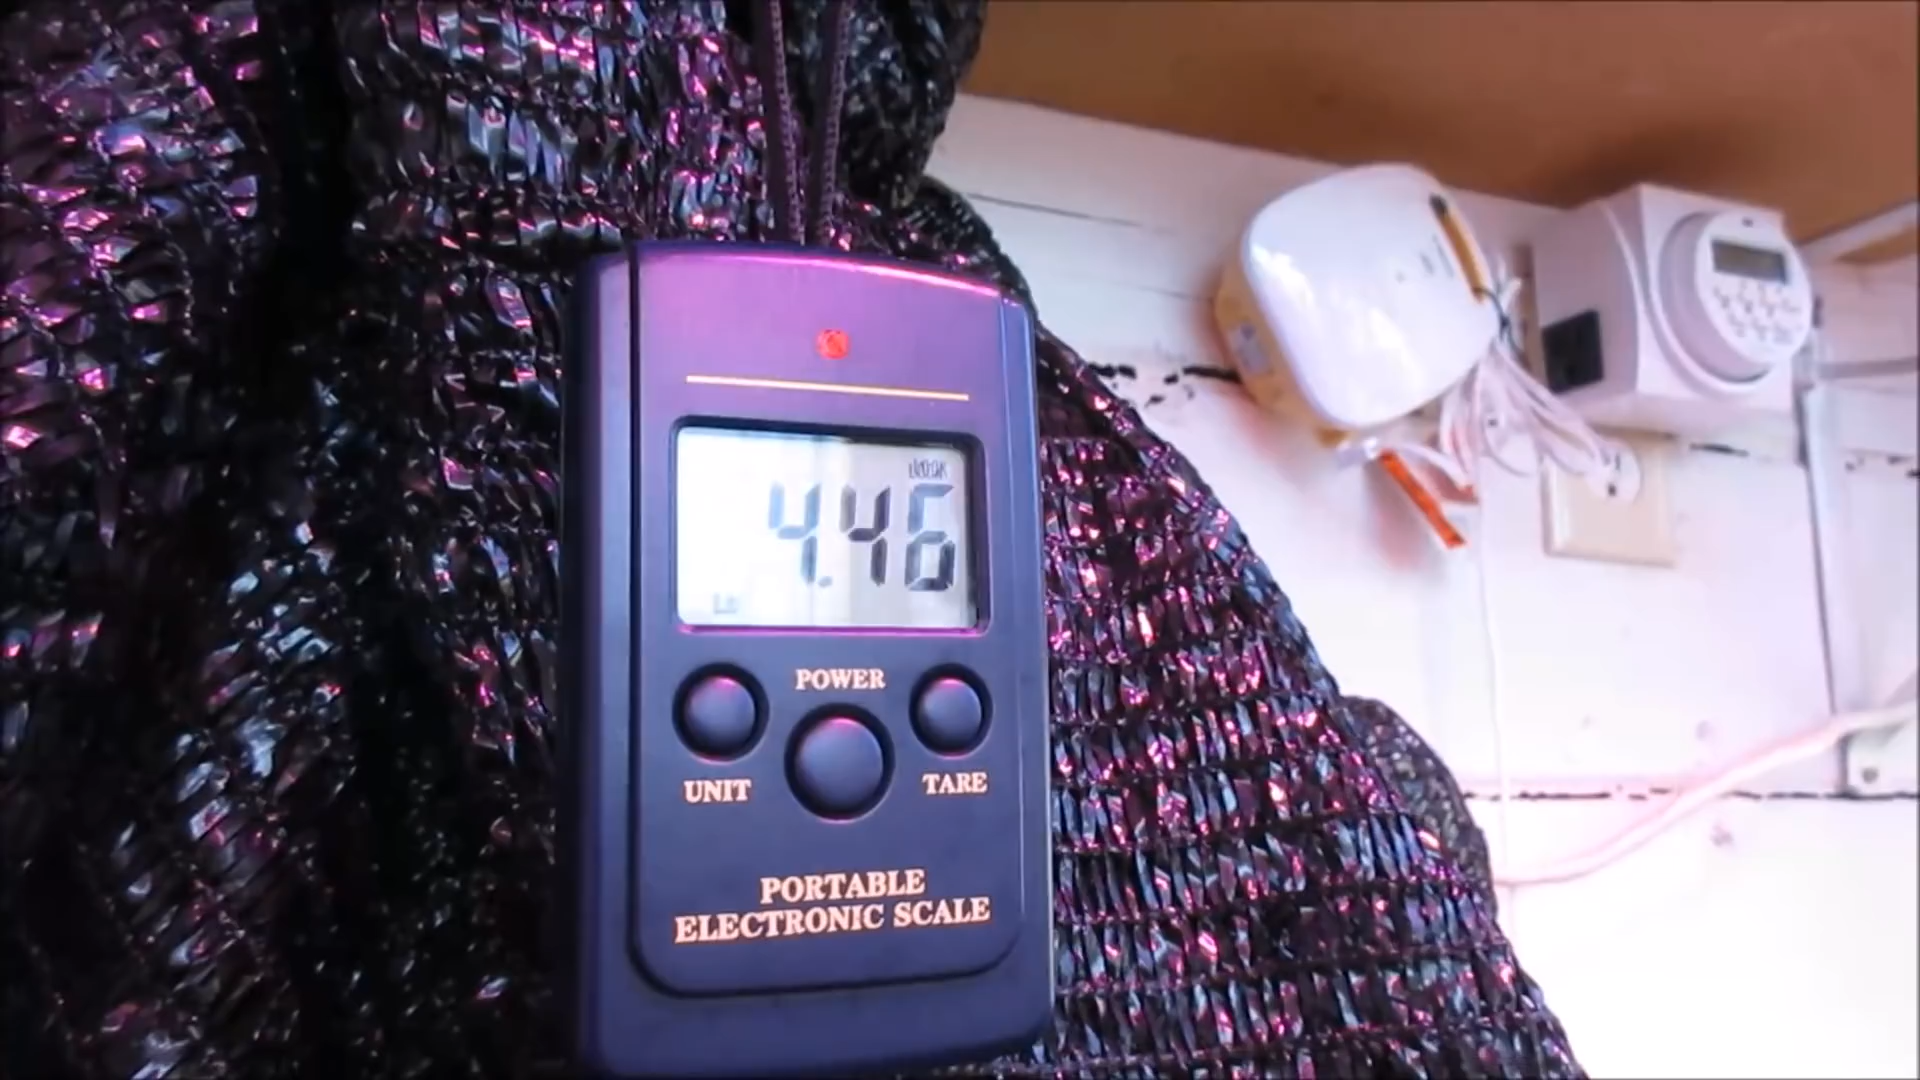 4.46
POWER
UNIT
TARE
PORTABLE
ELECTRONIC SCALE